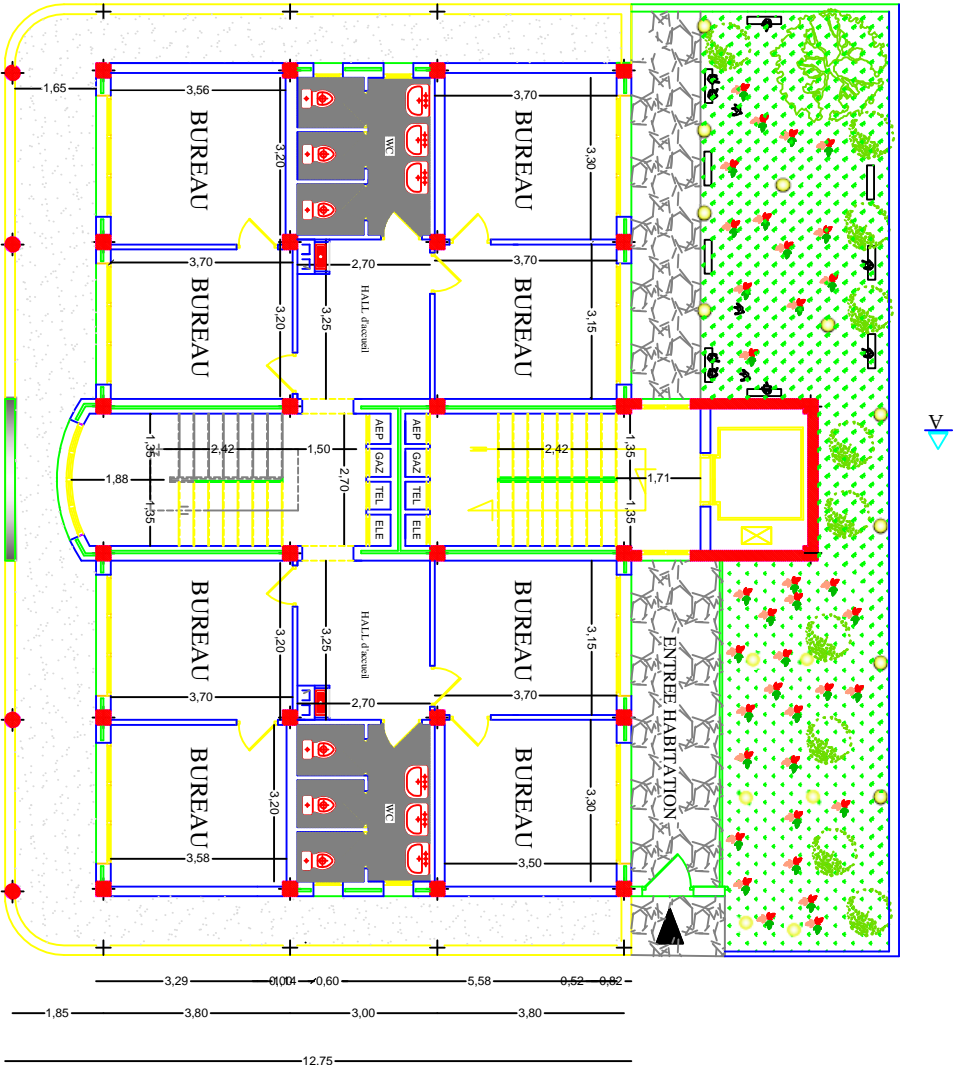 1,65
3,56
3,70
BUREAU
3,20
WC
BUREAU
3,30
3,70
2,70
3,70
BUREAU
3,20
3,25
HALL d'accueil
BUREAU
3,15
A
1,35
2,42
1,50
AEP
AEP
2,42
1,35
1,88
2,70
GAZ
GAZ
1,71
1,35
TEL
TEL
1,35
ELE
ELE
BUREAU
3,20
3,25
HALL d'accueil
BUREAU
3,15
ENTREE HABITATION
3,70
2,70
3,70
BUREAU
3,20
WC
BUREAU
3,30
3,58
3,50
3,29
0,60
5,58
0,52
0,82
1,85
3,80
3,00
3,80
12,75